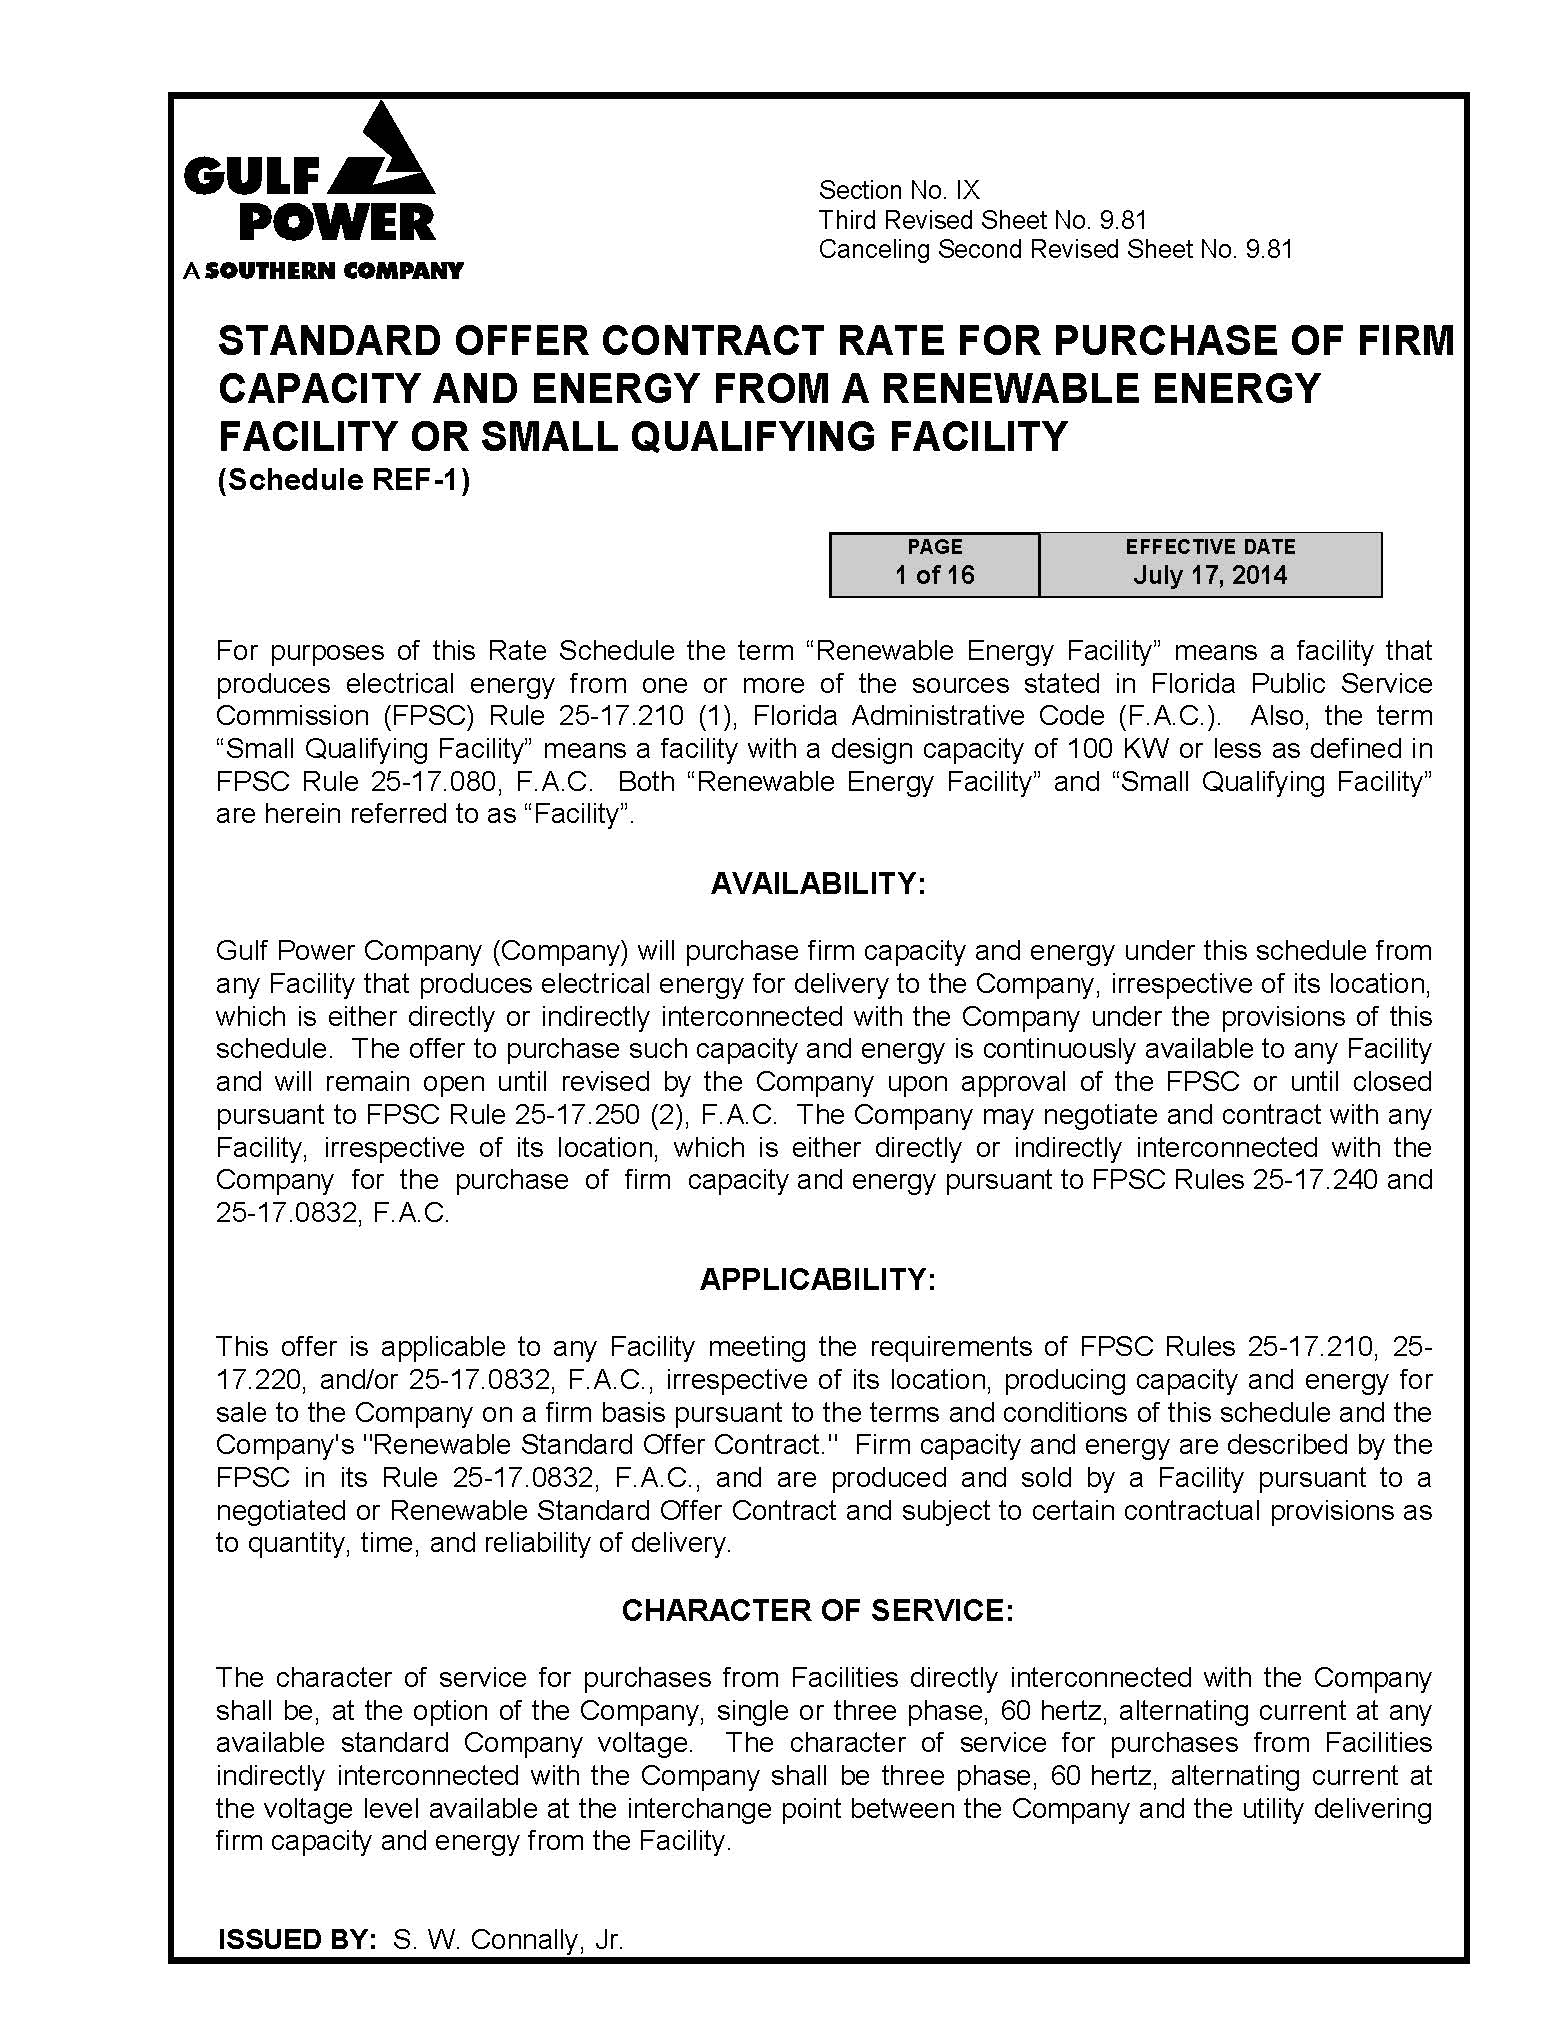 GULF
POWER
A SOUTHERN COMPANY
Section No. IX
Third Revised Sheet No. 9.81
Canceling Second Revised Sheet No. 9.81
STANDARD OFFER CONTRACT RATE FOR PURCHASE OF FIRM
CAPACITY AND ENERGY FROM A RENEWABLE ENERGY
FACILITY OR SMALL QUALIFYING FACILITY
(Schedule REF-1)
PAGE EFFECTIVE DATE
1 of 16 July 17, 2014
For purposes of this Rate Schedule the term “Renewable Energy Facility” means a facility that
produces electrical energy from one or more of the sources stated in Florida Public Service
Commission (FPSC) Rule 25-17.210 (1), Florida Administrative Code (F.A.C.). Also, the term
“Small Qualifying Facility” means a facility with a design capacity of 100 KW or less as defined in
FPSC Rule 25-17.080, F.A.C. Both “Renewable Energy Facility” and “Small Qualifying Facility”
are herein referred to as “Facility”.
AVAILABILITY:
Gulf Power Company (Company) will purchase firm capacity and energy under this schedule from
any Facility that produces electrical energy for delivery to the Company, irrespective of its location,
which is either directly or indirectly interconnected with the Company under the provisions of this
schedule. The offer to purchase such capacity and energy is continuously available to any Facility
and will remain open until revised by the Company upon approval of the FPSC or until closed
pursuant to FPSC Rule 25-17.250 (2), F.A.C. The Company may negotiate and contract with any
Facility, irrespective of its location, which is either directly or indirectly interconnected with the
Company for the purchase of firm capacity and energy pursuant to FPSC Rules 25-17.240 and
25-17.0832, F.A.C.
APPLICABILITY:
This offer is applicable to any Facility meeting the requirements of FPSC Rules 25-17.210, 25-
17.220, and/or 25-17.0832, F.A.C., irrespective of its location, producing capacity and energy for
sale to the Company on a firm basis pursuant to the terms and conditions of this schedule and the
Company's "Renewable Standard Offer Contract." Firm capacity and energy are described by the
FPSC in its Rule 25-17.0832, F.A.C., and are produced and sold by a Facility pursuant to a
negotiated or Renewable Standard Offer Contract and subject to certain contractual provisions as
to quantity, time, and reliability of delivery.
CHARACTER OF SERVICE:
The character of service for purchases from Facilities directly interconnected with the Company
shall be, at the option of the Company, single or three phase, 60 hertz, alternating current at any
available standard Company voltage. The character of service for purchases from Facilities
indirectly interconnected with the Company shall be three phase, 60 hertz, alternating current at
the voltage level available at the interchange point between the Company and the utility delivering
firm capacity and energy from the Facility.
ISSUED BY: S. W. Connally, Jr.